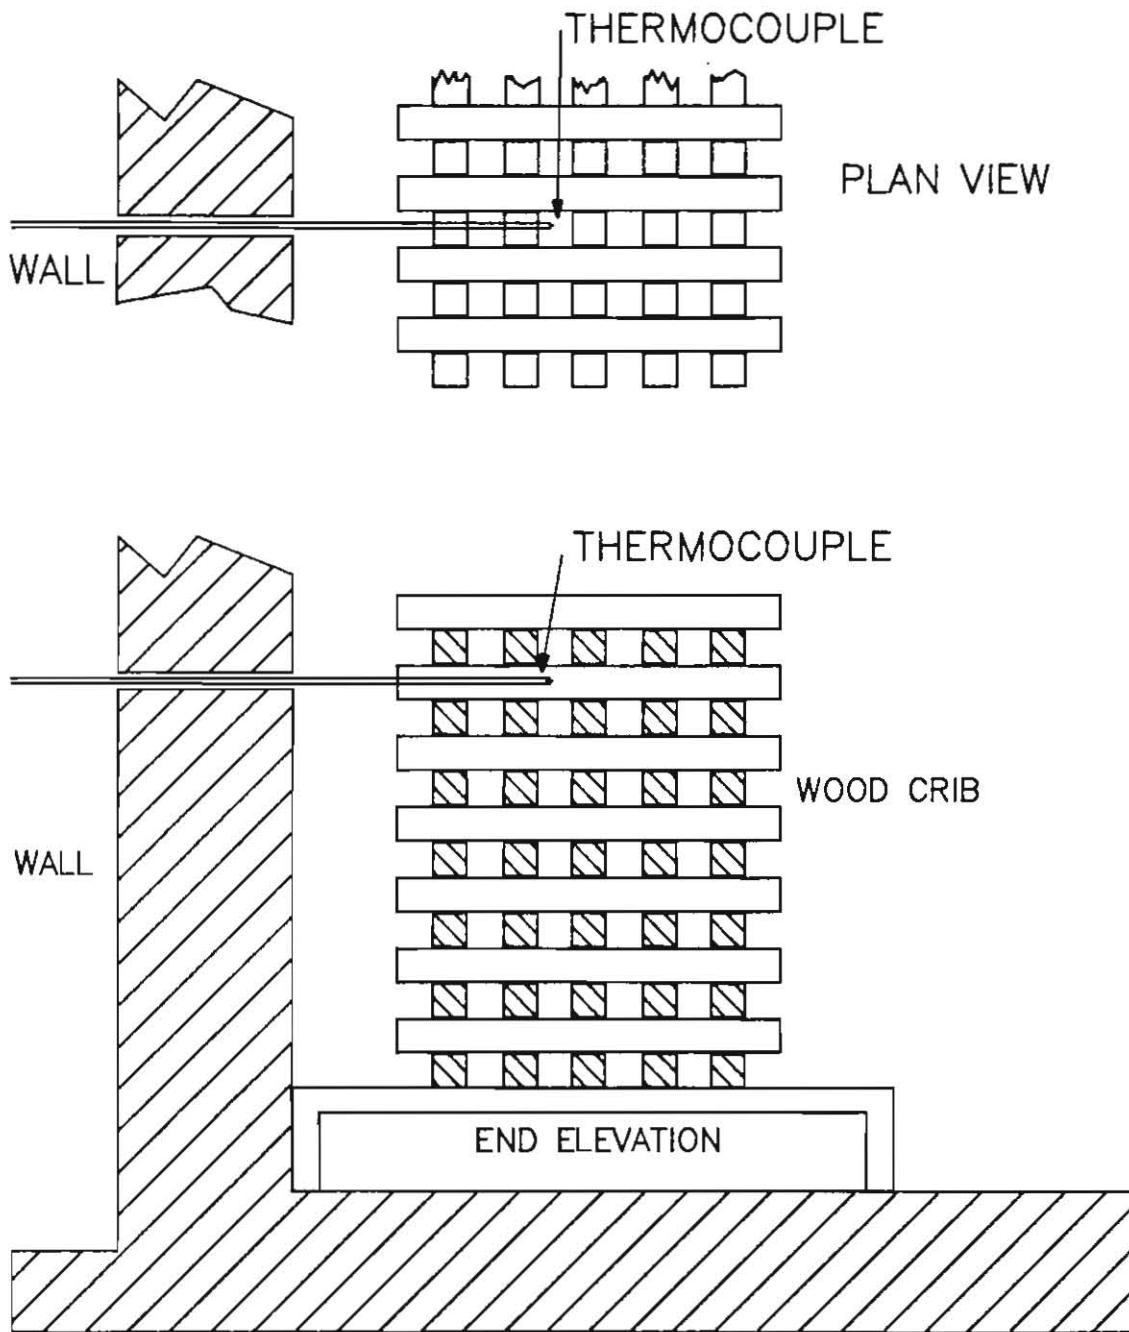 THERMOCOUPLE
PLAN VIEW
WALL
THERMOCOUPLE
WOOD CRIB
WALL
END ELEVATION